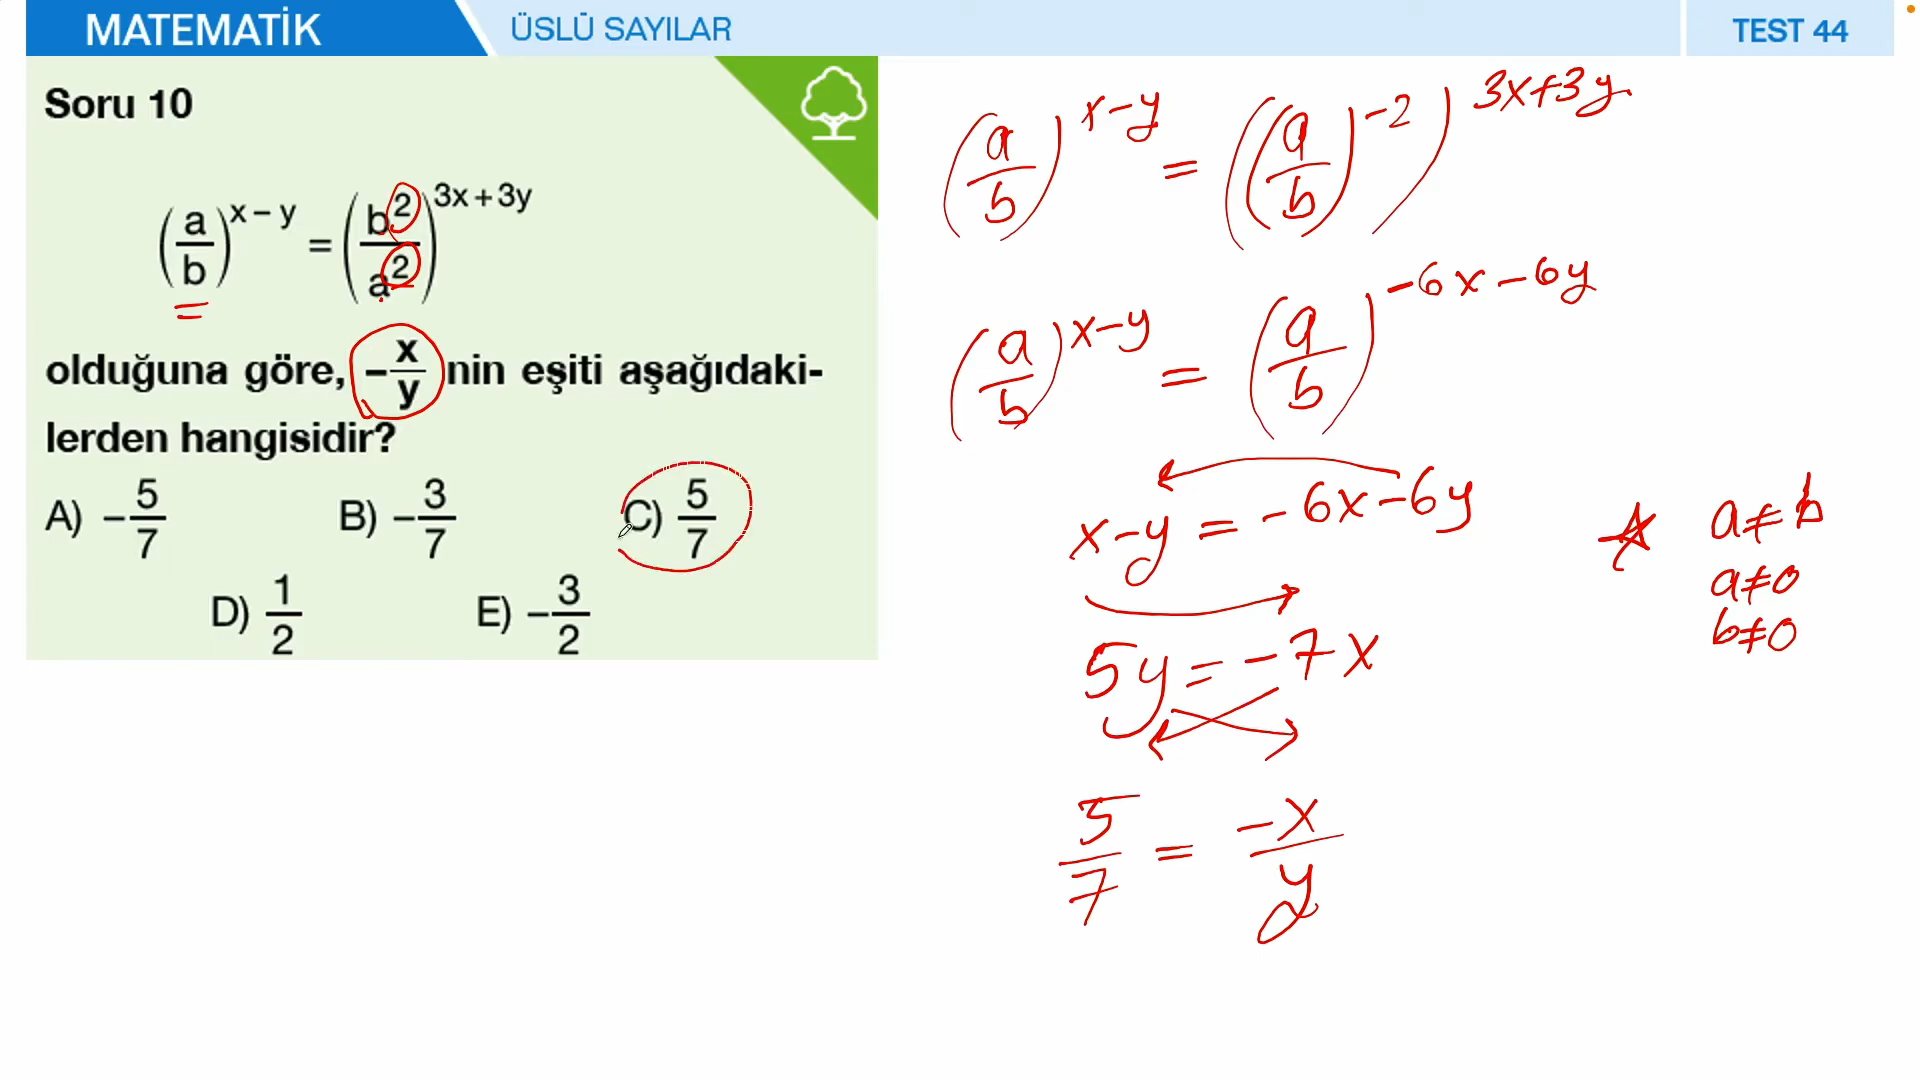 MATEMATİK
ÜSLÜ SAYILAR
TEST 44
Soru 10
(a/b)^(x-y) = (b²/a²)^(3x+3y)
olduğuna göre, -x/y nin eşiti aşağıdaki-
lerden hangisidir?
A) -5/7 B) -3/7 C) 5/7
D) 1/2 E) -3/2
(a/b)^(x-y) = ((a/b)^(-2))^(3x+3y)
(a/b)^(x-y) = (a/b)^(-6x-6y)
x-y = -6x-6y
5y = -7x
5/7 = -x/y
a≠b
a≠0
b≠0